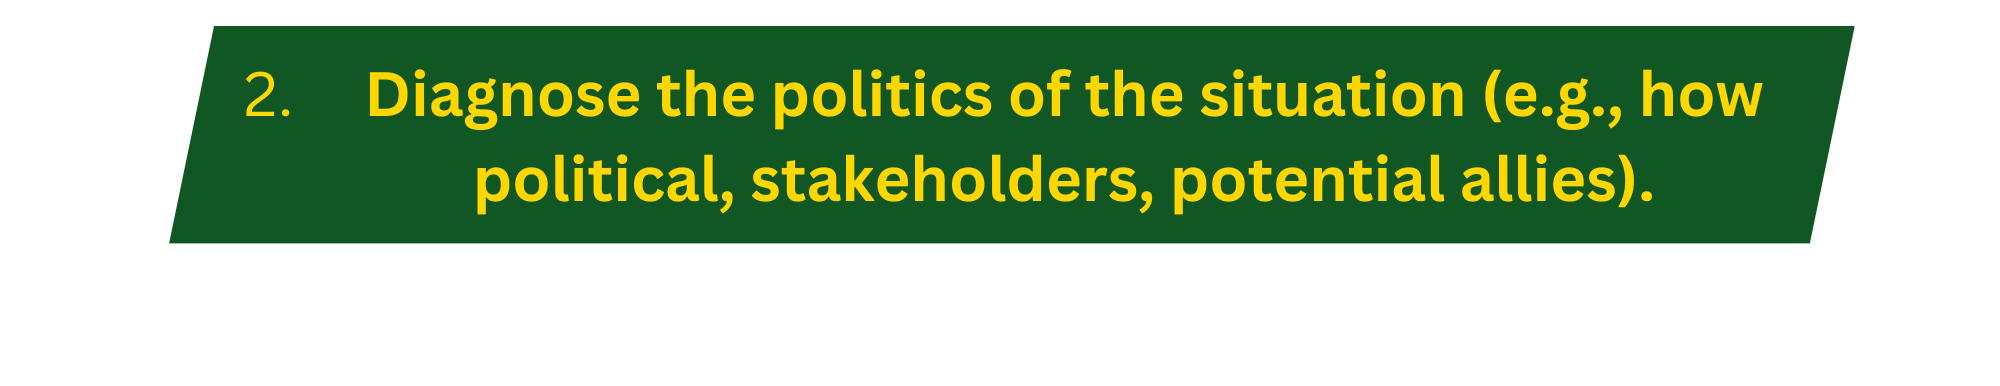 2. Diagnose the politics of the situation (e.g., how
political, stakeholders, potential allies).